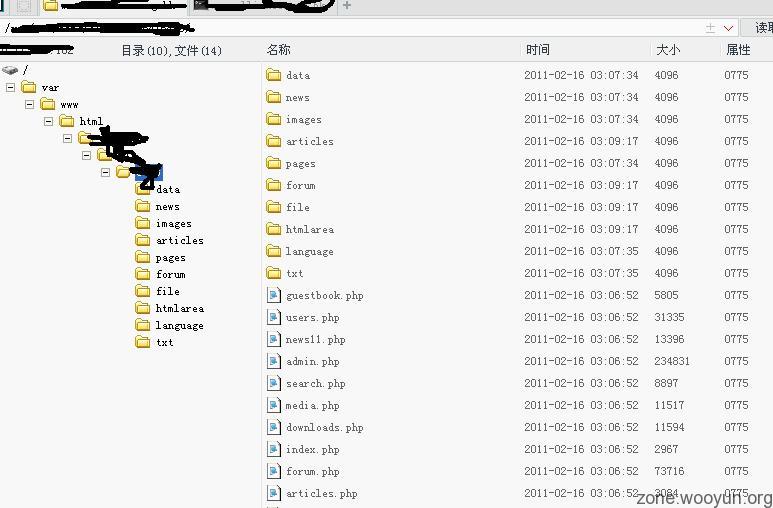 /
读取
目录(10),文件(14)
名称 时间 大小 属性
/
var
www
html
data
news
images
articles
pages
forum
file
htmlarea
language
txt
data 2011-02-16 03:07:34 4096 0775
news 2011-02-16 03:07:34 4096 0775
images 2011-02-16 03:07:34 4096 0775
articles 2011-02-16 03:09:17 4096 0775
pages 2011-02-16 03:07:34 4096 0775
forum 2011-02-16 03:09:17 4096 0775
file 2011-02-16 03:09:17 4096 0775
htmlarea 2011-02-16 03:09:17 4096 0775
language 2011-02-16 03:07:35 4096 0775
txt 2011-02-16 03:07:35 4096 0775
guestbook.php 2011-02-16 03:06:52 5805 0775
users.php 2011-02-16 03:06:52 31335 0775
news11.php 2011-02-16 03:06:52 13396 0775
admin.php 2011-02-16 03:06:52 234831 0775
search.php 2011-02-16 03:06:52 8897 0775
media.php 2011-02-16 03:06:52 11517 0775
downloads.php 2011-02-16 03:06:52 11594 0775
index.php 2011-02-16 03:06:52 2967 0775
forum.php 2011-02-16 03:06:52 73716 0775
articles.php 2011-02-16 03:06:52 3084 0775
zone.wooyun.org